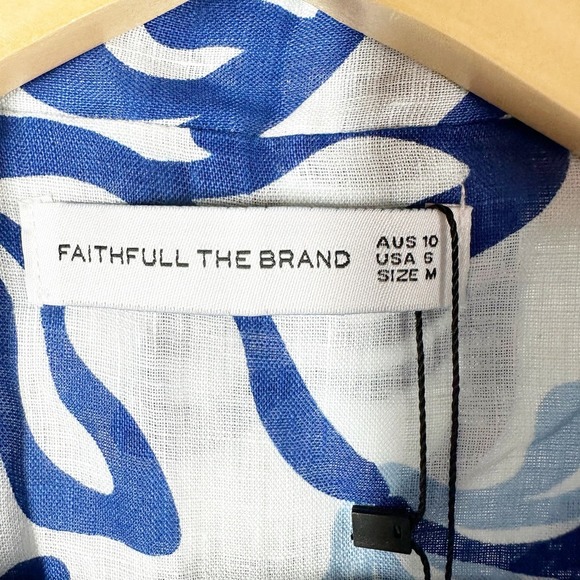 FAITHFULL THE BRAND
AUS 10
USA 6
SIZE M